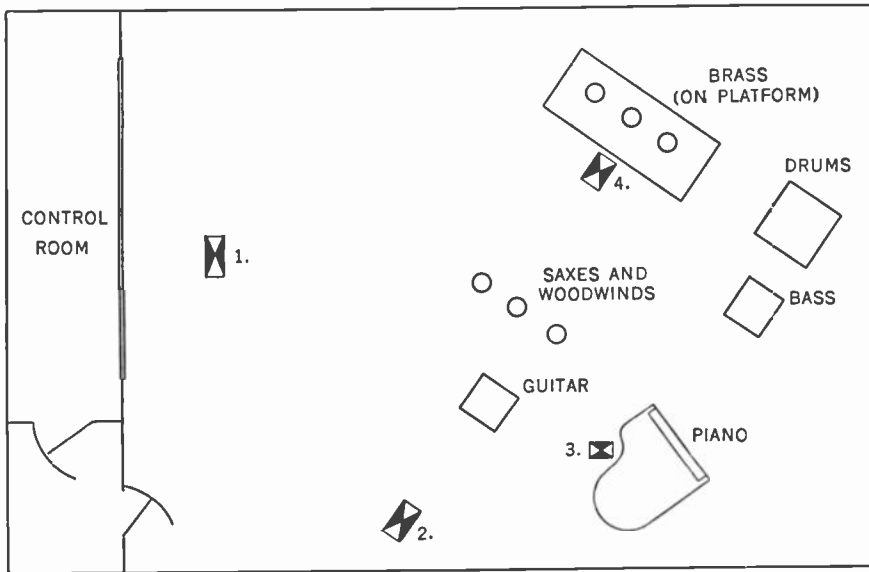 BRASS
(ON PLATFORM)
DRUMS
4.
CONTROL
ROOM
1.
SAXES AND
WOODWINDS
BASS
GUITAR
PIANO
3.
2.